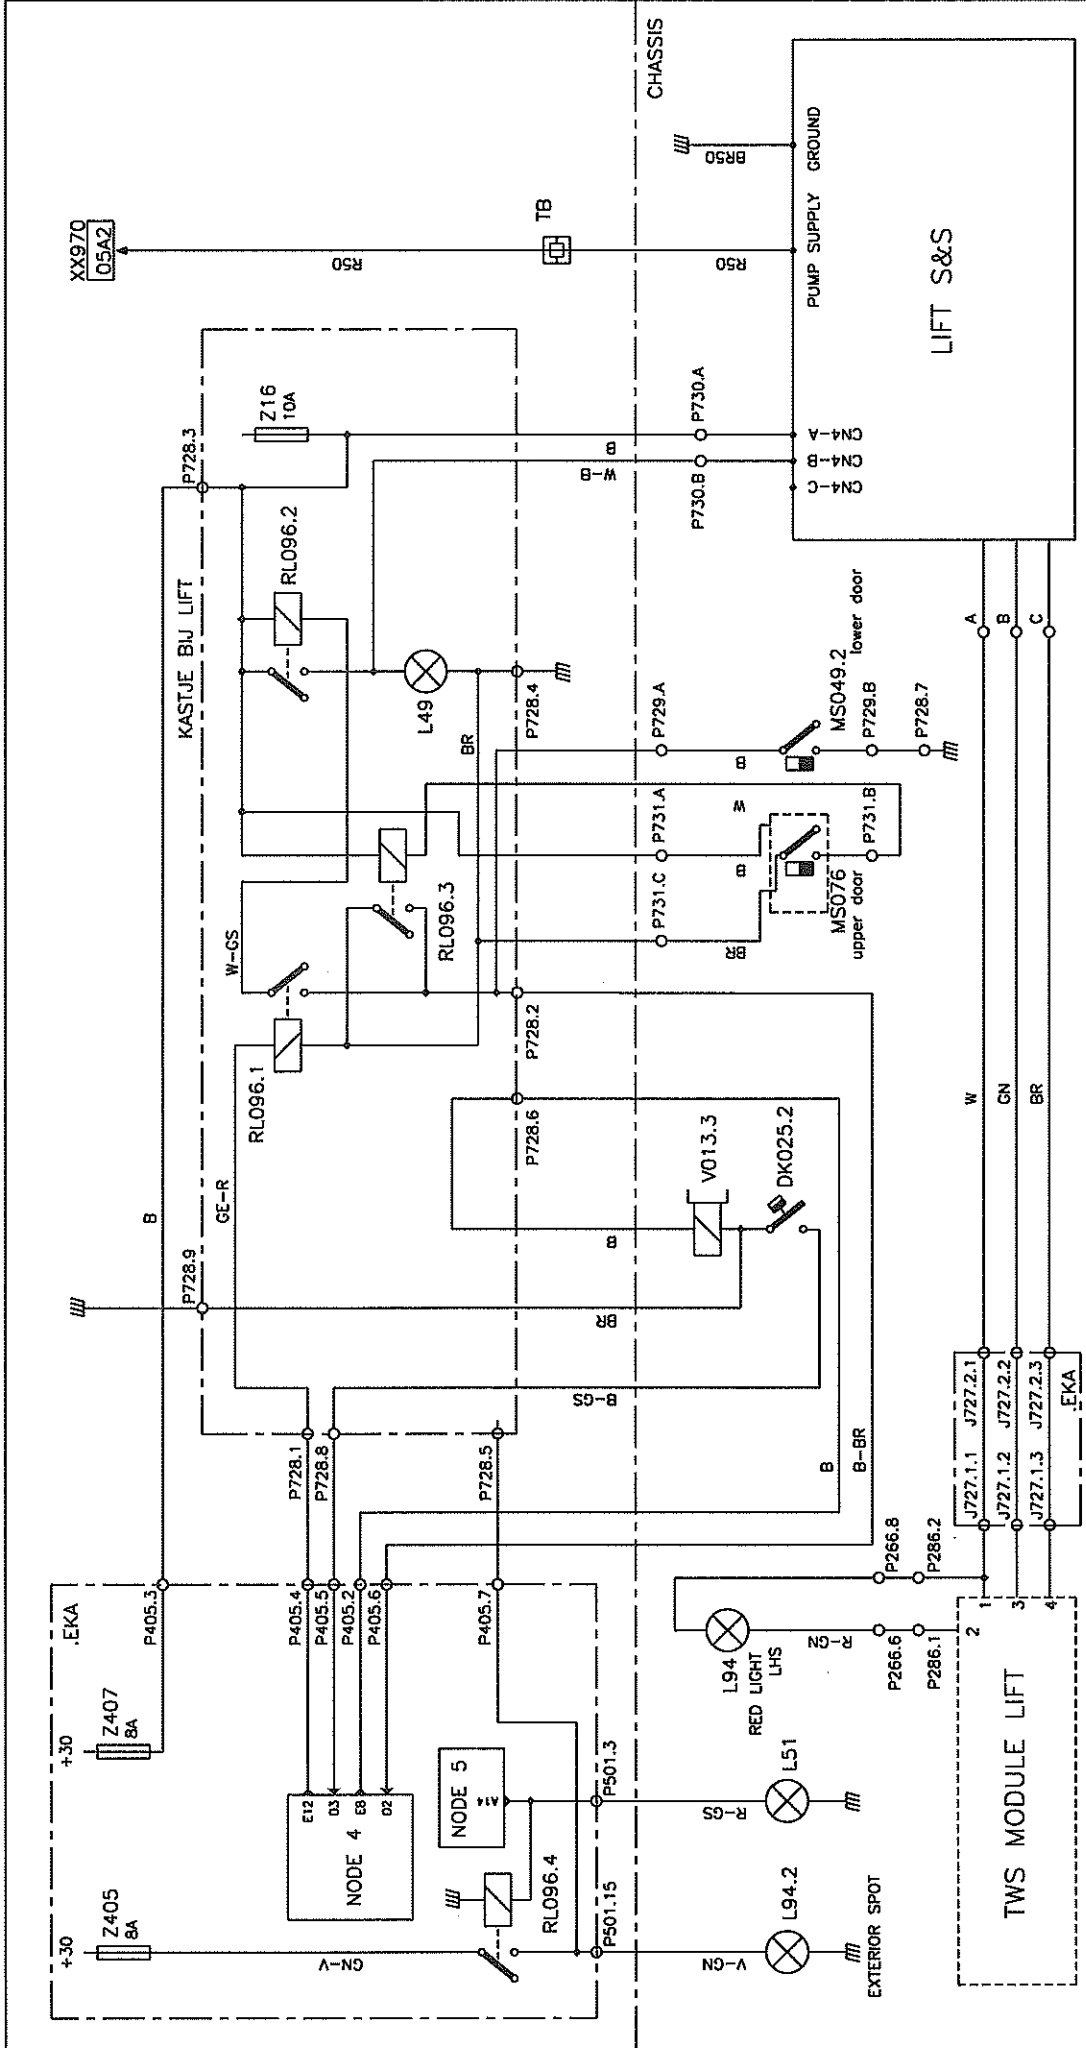 .EKA
+30
Z405
8A
+30
Z407
8A
P405.3
B
P728.9
KASTJE BIJ LIFT
P728.3
XX970
05A2
R50
TB
R50
NODE 4
E12
D3
E8
D2
P405.4
P405.5
P405.2
P405.6
P728.1
P728.8
GE-R
RL096.1
W-GS
RL096.3
RL096.2
Z16
10A
L49
BR
GN-V
RL096.4
NODE 5
A14
P405.7
P728.5
B-GS
BR
B
P728.6
P728.2
P728.4
P501.15
P501.3
V013.3
DK025.2
B
B-BR
CHASSIS
P731.C
P731.A
P729.A
BR
B
W
B
MS076
upper door
P731.B
MS049.2
lower door
P729.B
P728.7
W-B
B
P730.B
P730.A
BR50
CN4-C
CN4-B
CN4-A
PUMP SUPPLY
GROUND
LIFT S&S
V-GN
L94.2
EXTERIOR SPOT
R-GS
L51
L94
RED LIGHT
LHS
R-GN
P266.6
P286.1
P266.8
P286.2
2
1
3
4
TWS MODULE LIFT
J727.1.1
J727.2.1
J727.1.2
J727.2.2
J727.1.3
J727.2.3
.EKA
W
GN
BR
A
B
C